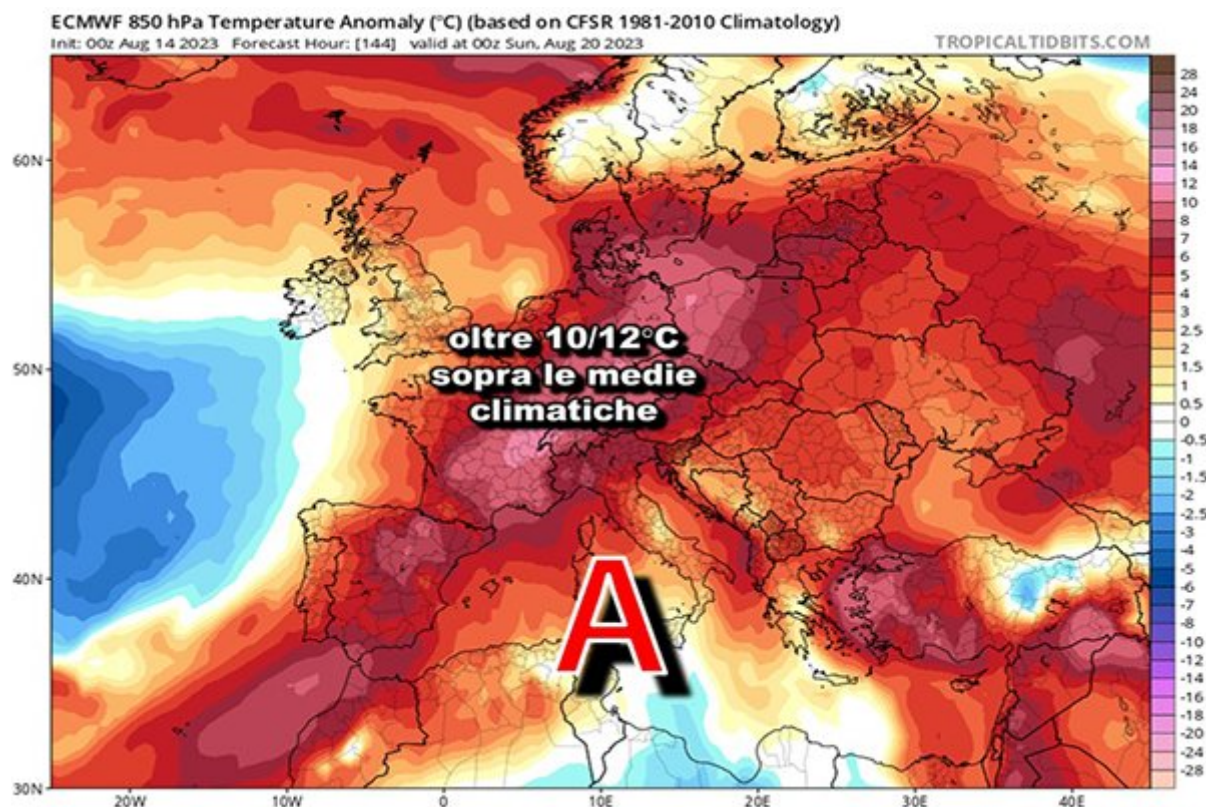 ECMWF 850 hPa Temperature Anomaly (°C) (based on CFSR 1981-2010 Climatology)
Init: 00z Aug 14 2023 Forecast Hour: [144] valid at 00z Sun, Aug 20 2023
TROPICALTIDBITS.COM
28
24
20
18
16
14
12
10
8
7
6
5
4
3
2.5
2
1.5
1
0.5
0
-0.5
-1
-1.5
-2
-2.5
-3
-4
-5
-6
-7
-8
-10
-12
-14
-16
-18
-20
-24
-28
60N
50N
40N
30N
oltre 10/12°C
sopra le medie
climatiche
A
20W
10W
0
10E
20E
30E
40E